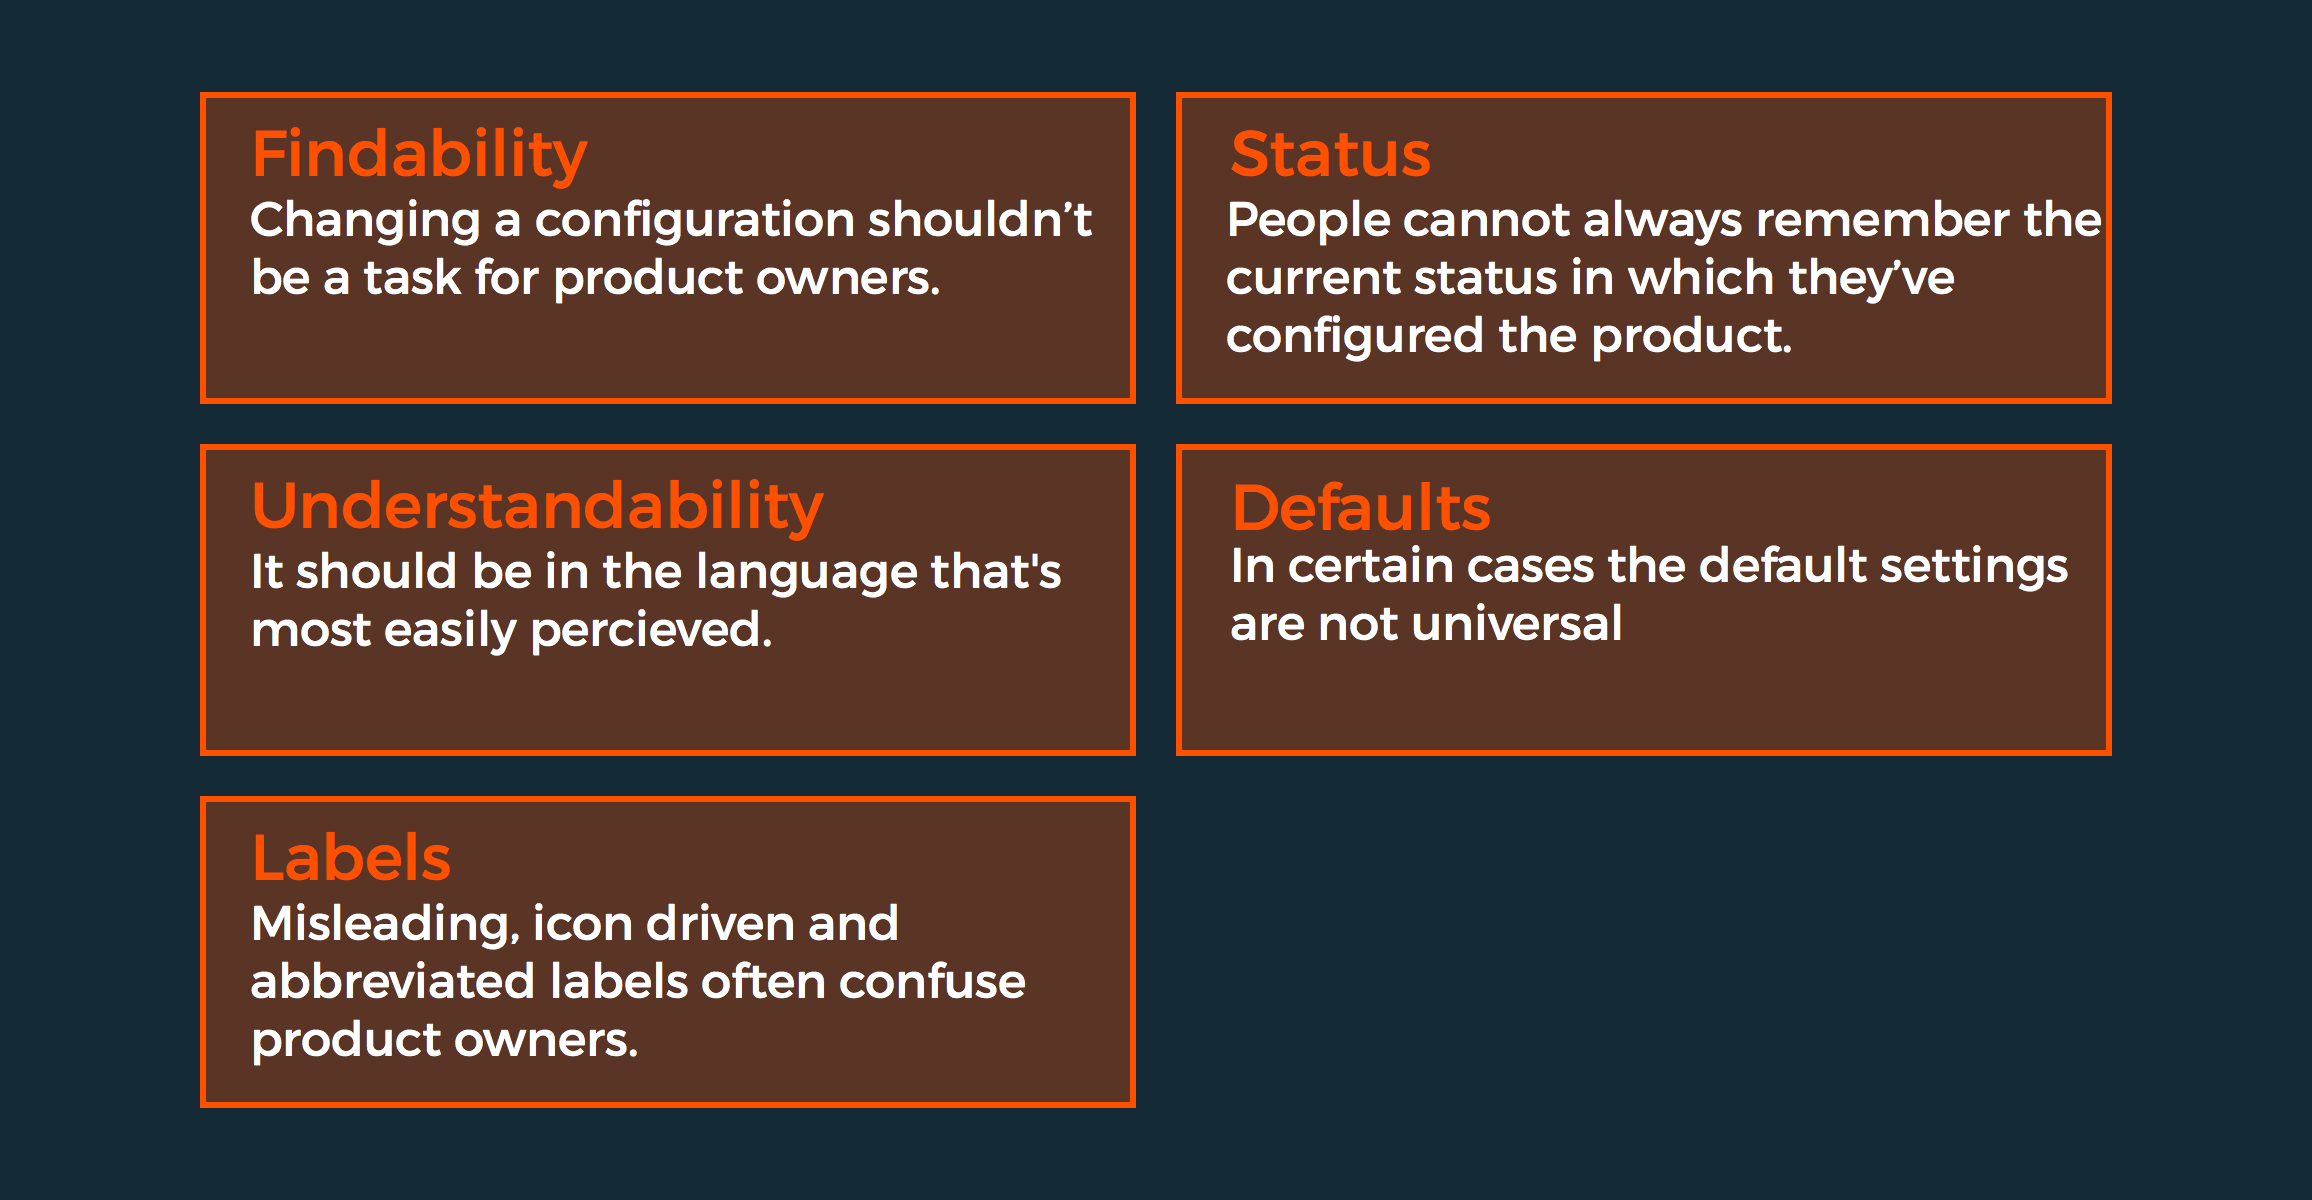 Findability
Changing a configuration shouldn’t
be a task for product owners.
Status
People cannot always remember the
current status in which they’ve
configured the product.
Understandability
It should be in the language that's
most easily percieved.
Defaults
In certain cases the default settings
are not universal
Labels
Misleading, icon driven and
abbreviated labels often confuse
product owners.